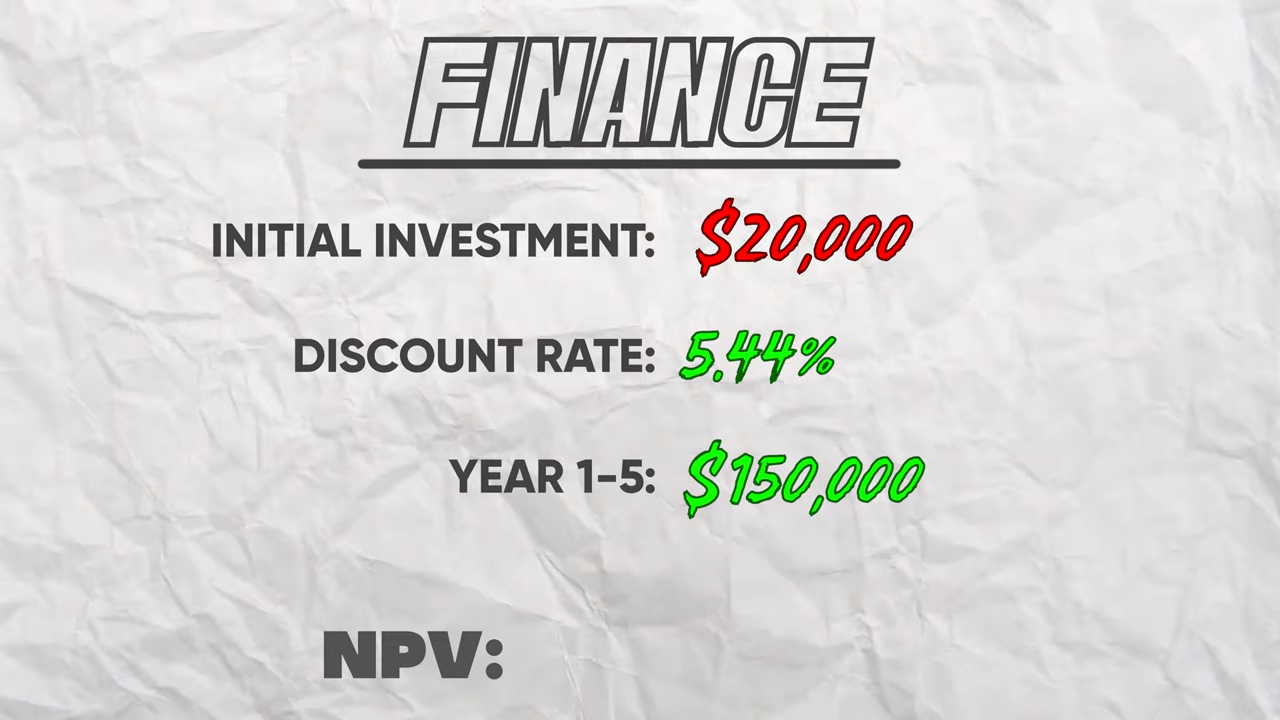 FINANCE
INITIAL INVESTMENT: $20,000
DISCOUNT RATE: 5.44%
YEAR 1-5: $150,000
NPV: